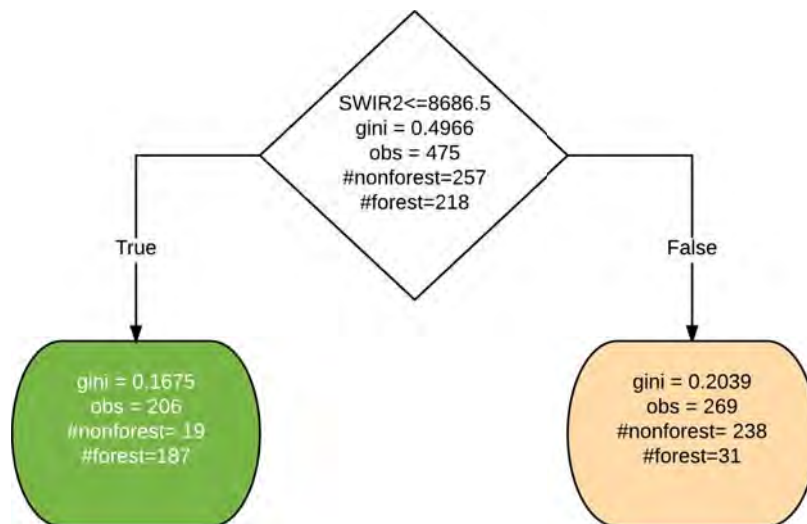 SWIR2<=8686.5
gini = 0.4966
obs = 475
#nonforest=257
#forest=218
True
False
gini = 0.1675
obs = 206
#nonforest= 19
#forest=187
gini = 0.2039
obs = 269
#nonforest= 238
#forest=31